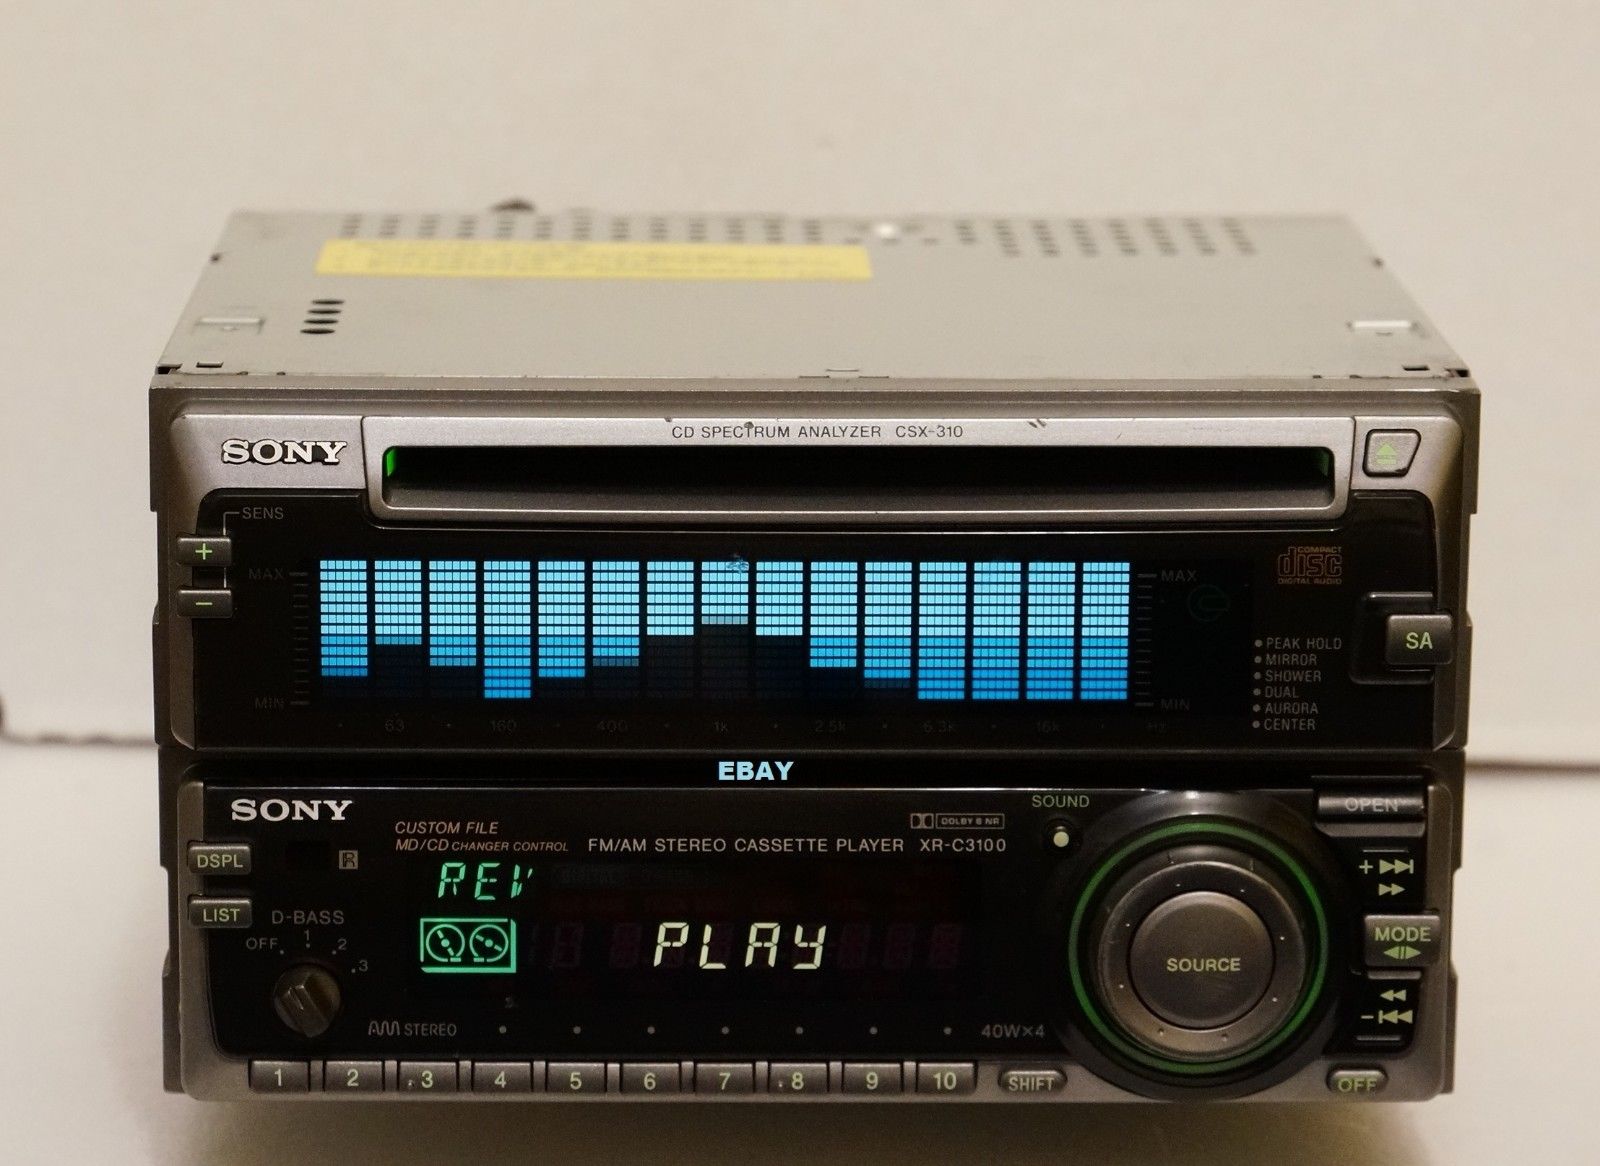 CD SPECTRUM ANALYZER CSX-310
SONY
SENS
+
−
MAX
MIN
63 160 400 1k 2.5k 6.3k 16k Hz
MAX
MIN
COMPACT
disc
DIGITAL AUDIO
SA
PEAK HOLD
MIRROR
SHOWER
DUAL
AURORA
CENTER
EBAY
SONY
CUSTOM FILE
MD/CD CHANGER CONTROL
FM/AM STEREO CASSETTE PLAYER XR-C3100
DOLBY B NR
SOUND
OPEN
DSPL
R
LIST
D-BASS
OFF 1 2 3
REV
PLAY
SOURCE
+
MODE
−
AM STEREO
40W×4
1 2 3 4 5 6 7 8 9 10
SHIFT
OFF